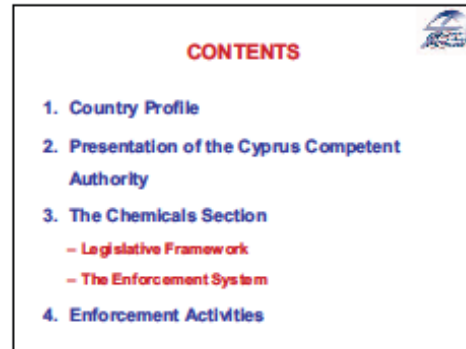 CONTENTS
1. Country Profile
2. Presentation of the Cyprus Competent
Authority
3. The Chemicals Section
– Legislative Framework
– The Enforcement System
4. Enforcement Activities